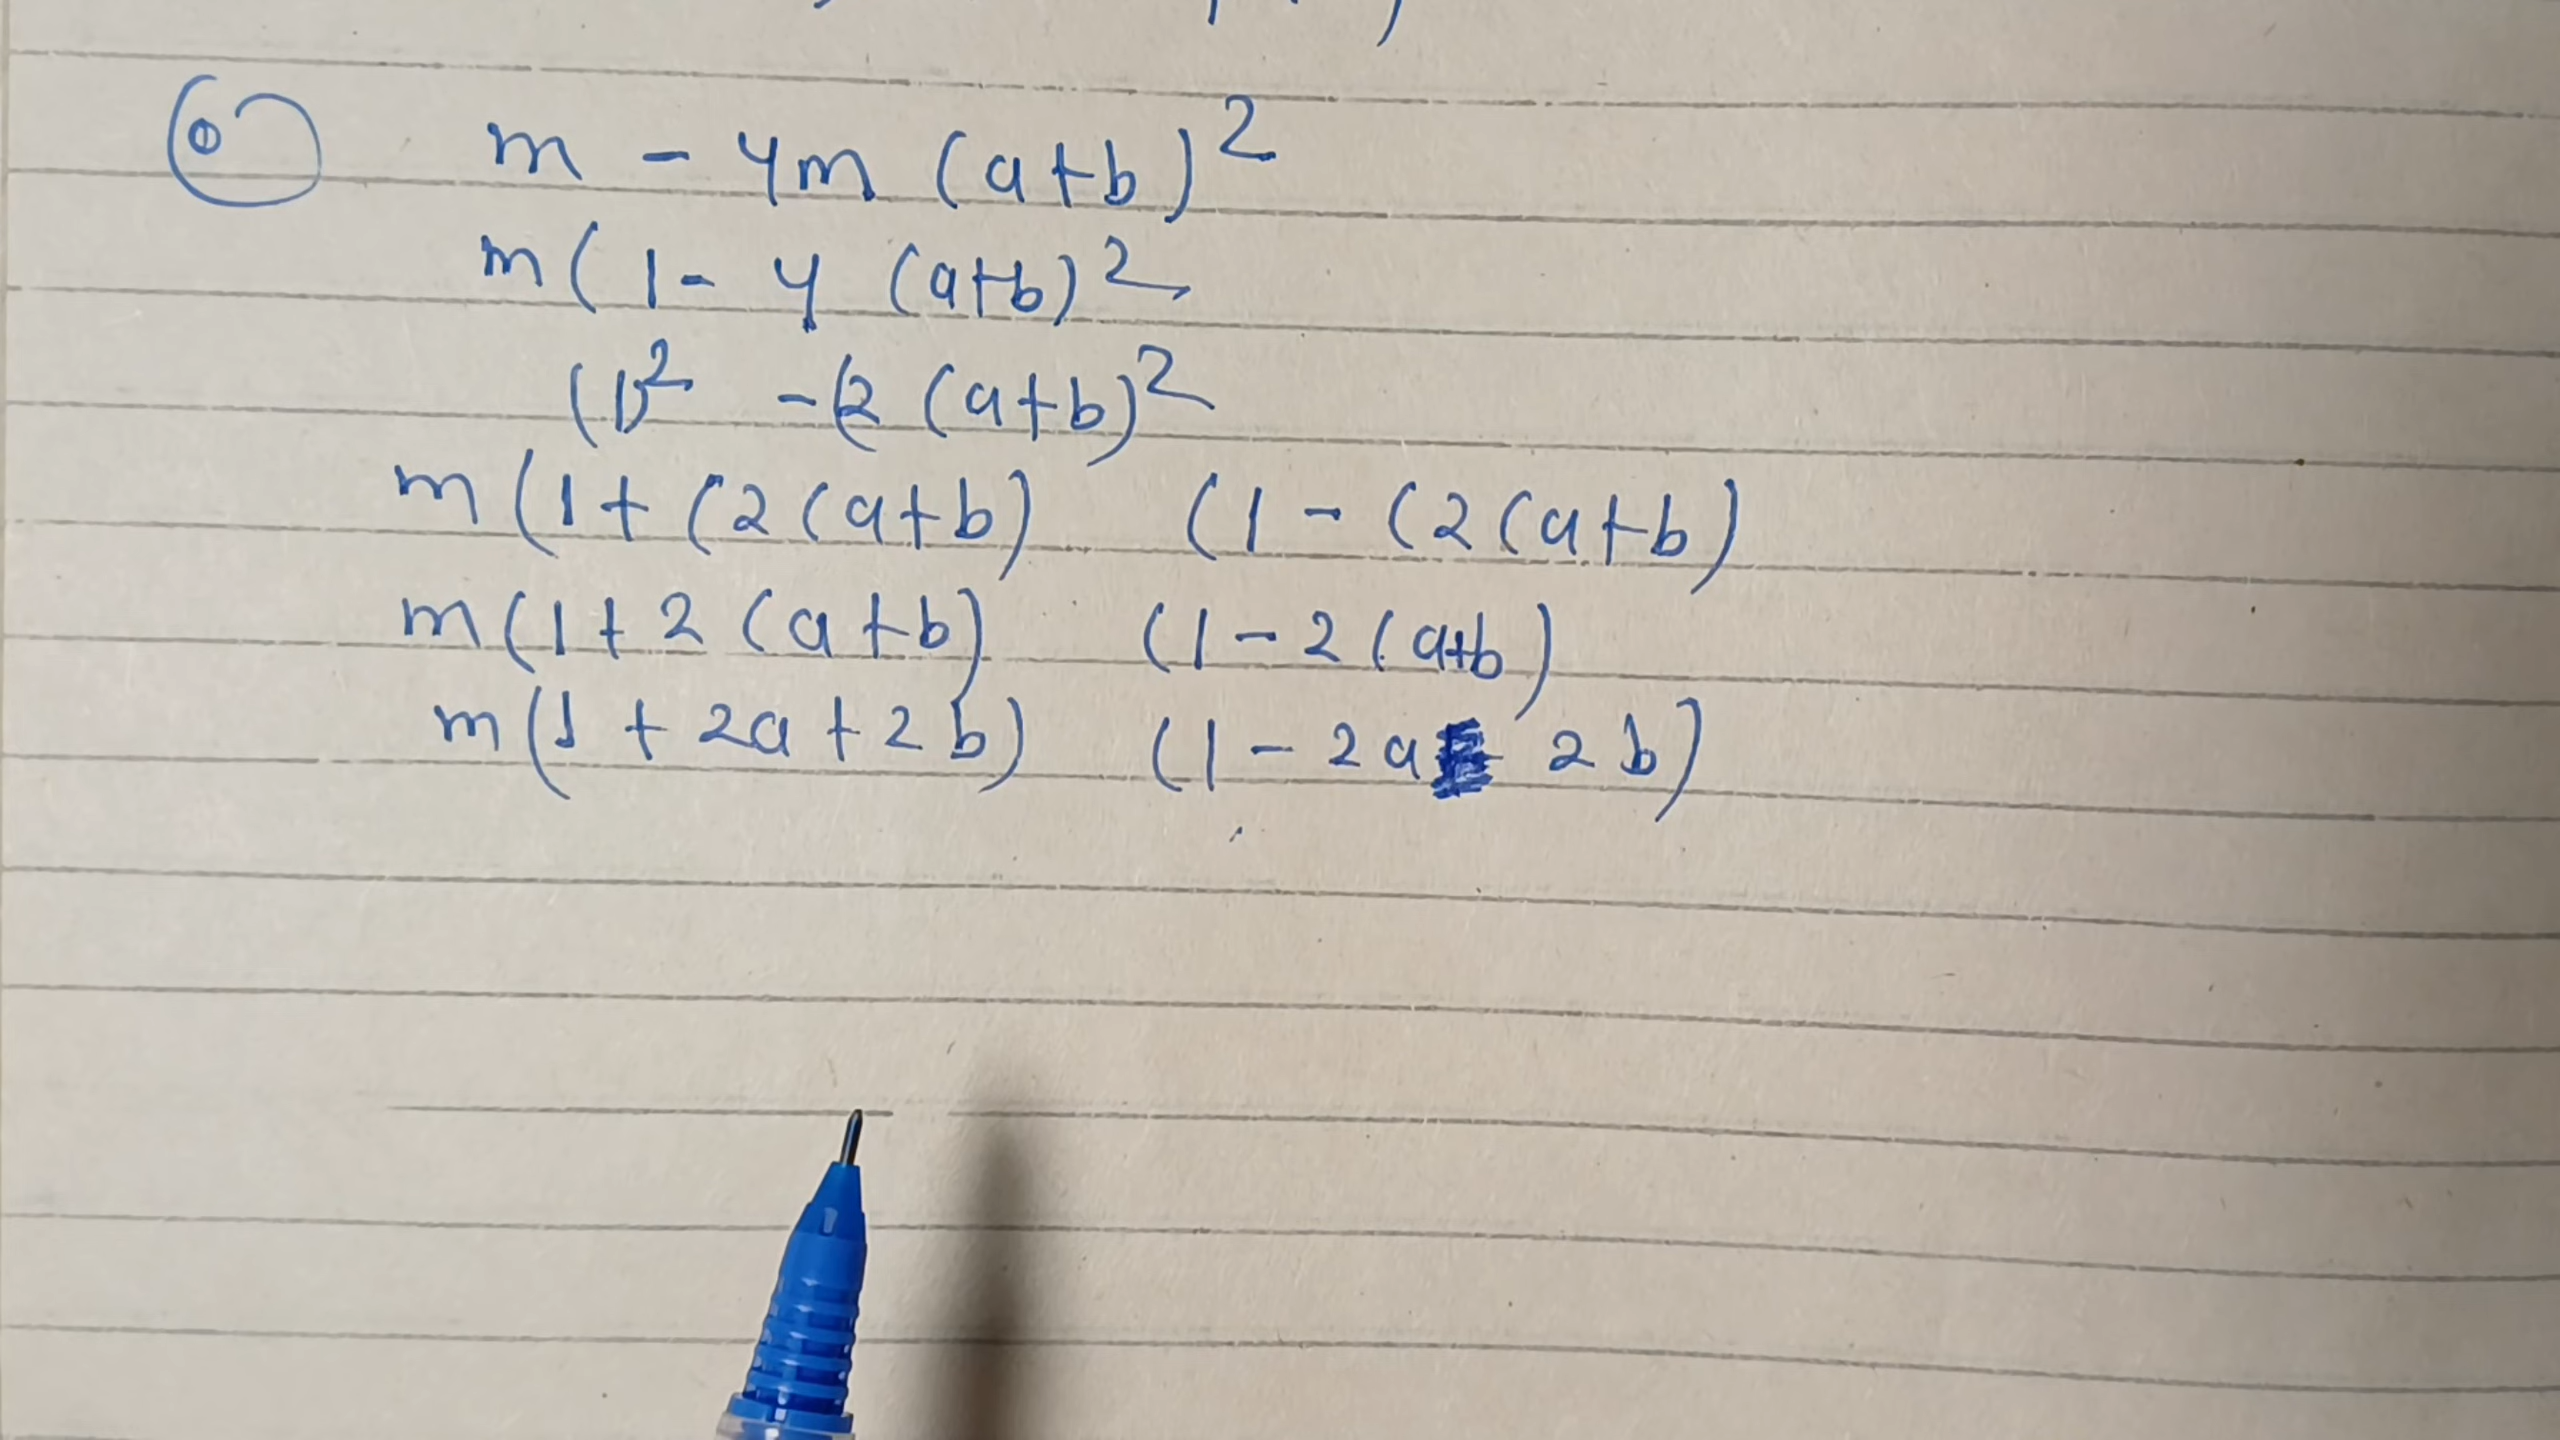 m - 4m (a+b)²
m( 1 - 4 (a+b)²
(1)² - (2 (a+b)²
m (1 + (2 (a+b) (1 - (2 (a+b)
m (1 + 2 (a+b) (1 - 2 (a+b)
m (1 + 2a + 2b) (1 - 2a - 2b)